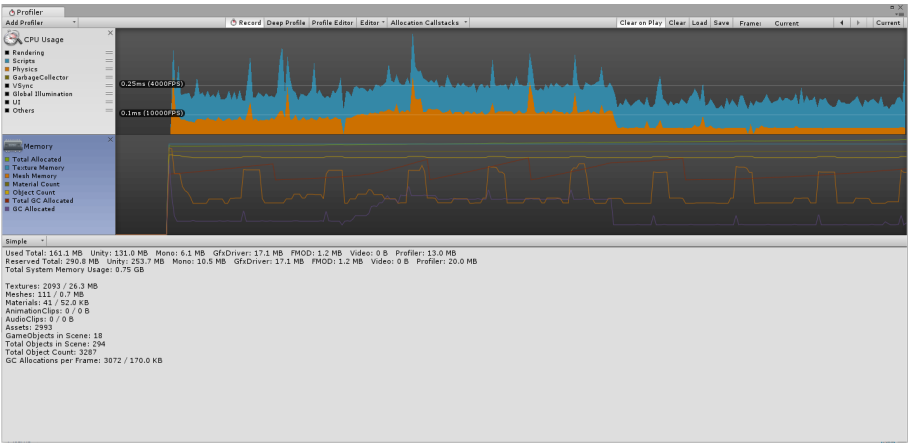 Profiler
Add Profiler Record Deep Profile Profile Editor Editor Allocation Callstacks Clear on Play Clear Load Save Frame: Current Current
CPU Usage
Rendering
Scripts
Physics
GarbageCollector
VSync
Global Illumination
UI
Others
0.25ms (4000FPS)
0.1ms (10000FPS)
Memory
Total Allocated
Texture Memory
Mesh Memory
Material Count
Object Count
Total GC Allocated
GC Allocated
Simple
Used Total: 161.1 MB Unity: 131.0 MB Mono: 6.1 MB GfxDriver: 17.1 MB FMOD: 1.2 MB Video: 0 B Profiler: 13.0 MB
Reserved Total: 290.8 MB Unity: 253.7 MB Mono: 10.5 MB GfxDriver: 17.1 MB FMOD: 1.2 MB Video: 0 B Profiler: 20.0 MB
Total System Memory Usage: 0.75 GB
Textures: 2093 / 26.3 MB
Meshes: 111 / 0.7 MB
Materials: 41 / 52.0 KB
AnimationClips: 0 / 0 B
AudioClips: 0 / 0 B
Assets: 2993
GameObjects in Scene: 18
Total Objects in Scene: 294
Total Object Count: 3287
GC Allocations per Frame: 3072 / 170.0 KB